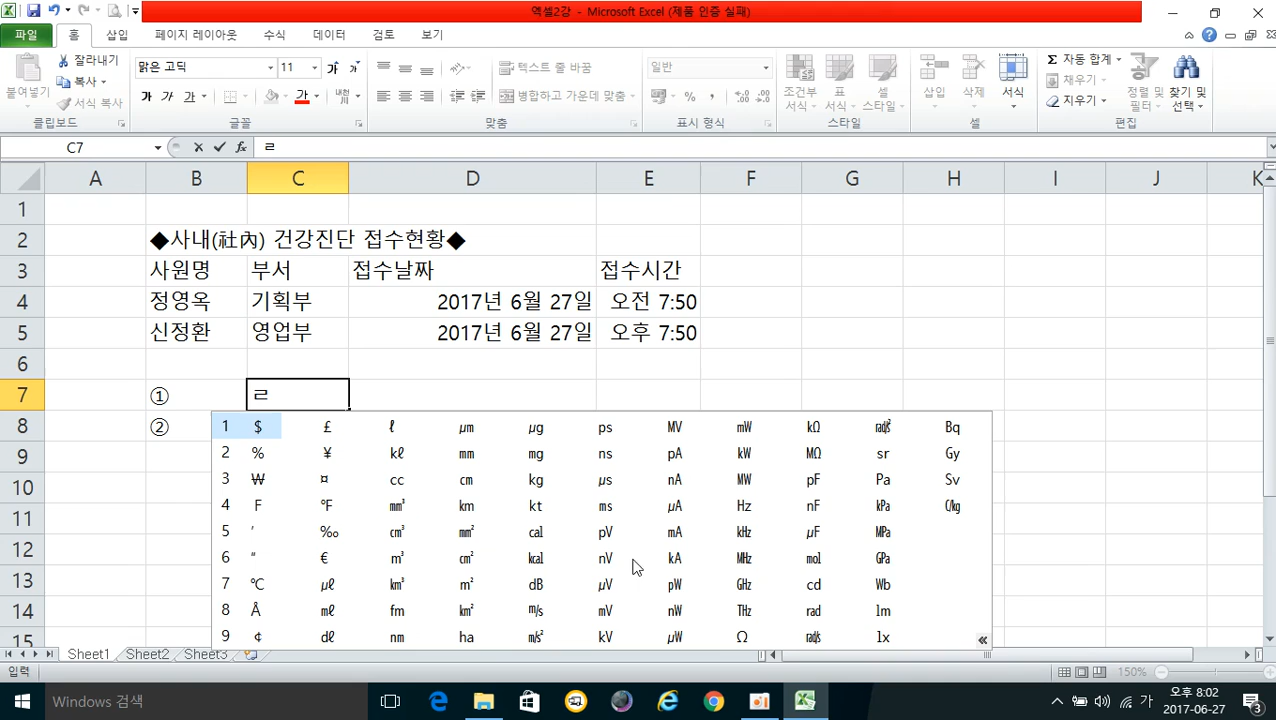 엑셀2강 - Microsoft Excel (제품 인증 실패)
파일 홈 삽입 페이지 레이아웃 수식 데이터 검토 보기
붙여넣기 잘라내기 복사 서식 복사 클립보드
맑은 고딕 11 가 가 가 가 가 가 내천 글꼴
텍스트 줄 바꿈 병합하고 가운데 맞춤 맞춤
일반 % , 표시 형식
조건부 서식 표 서식 셀 스타일 스타일
삽입 삭제 서식 셀
Σ 자동 합계 채우기 지우기 정렬 및 필터 찾기 및 선택 편집
C7 fx ㄹ
A B C D E F G H I J K
1
2 ◆사내(社內) 건강진단 접수현황◆
3 사원명 부서 접수날짜 접수시간
4 정영옥 기획부 2017년 6월 27일 오전 7:50
5 신정환 영업부 2017년 6월 27일 오후 7:50
6
7 ① ㄹ
8 ②
9
10
11
12
13
14
15
1 $ £ ℓ ㎛ ㎍ ㎰ ㎹ ㎽ ㏀ ㎮ ㏃
2 % ¥ ㎘ ㎜ ㎎ ㎱ ㎀ ㎾ ㏁ ㏛ ㏉
3 ₩ ¤ ㏄ ㎝ ㎏ ㎲ ㎁ ㎿ ㎊ ㎩ ㏜
4 F ℉ ㎣ ㎞ ㏏ ㎳ ㎂ ㎐ ㎋ ㎪ ㏆
5 ′ ‰ ㎤ ㎟ ㎈ ㎴ ㎃ ㎑ ㎌ ㎫
6 ″ € ㎥ ㎠ ㎉ ㎵ ㎄ ㎒ ㏖ ㎬
7 ℃ ㎕ ㎦ ㎡ ㏈ ㎶ ㎺ ㎓ ㏅ ㏝
8 Å ㎖ ㎙ ㎢ ㎧ ㎷ ㎻ ㎔ ㎭ ㏐
9 ¢ ㎗ ㎚ ㏊ ㎨ ㎸ ㎼ Ω ㎯ ㏓ «
Sheet1 Sheet2 Sheet3
입력 150%
Windows 검색 가 오후 8:02
2017-06-27 3